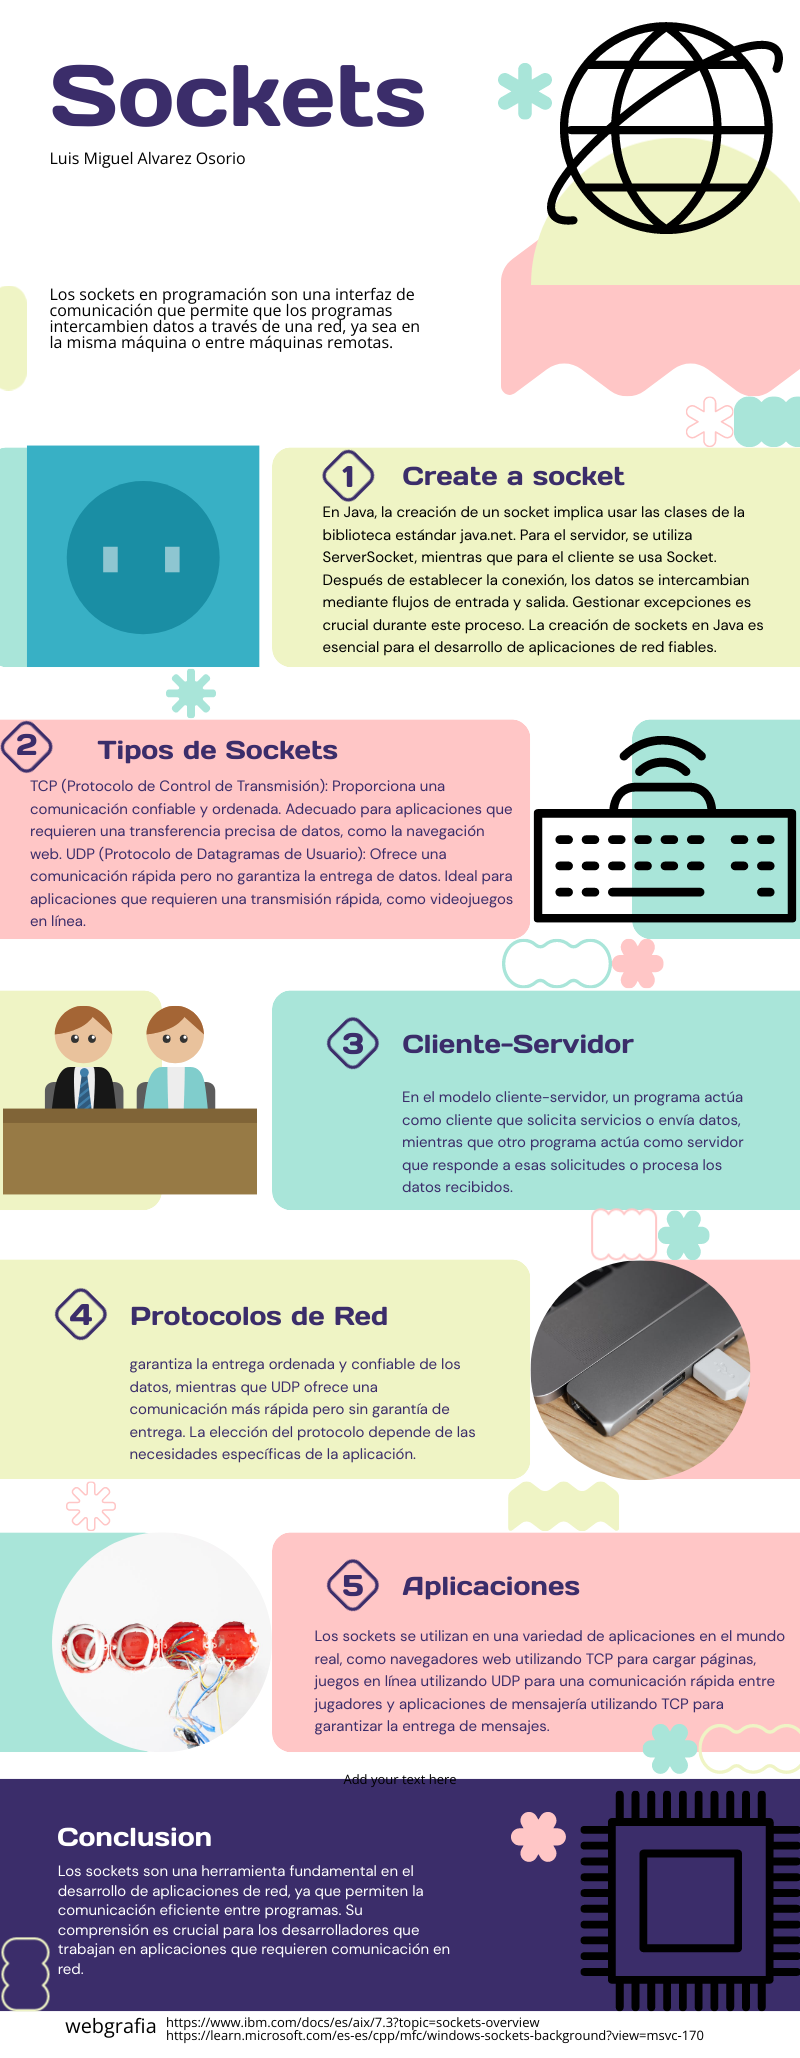 Sockets
Luis Miguel Alvarez Osorio
Los sockets en programación son una interfaz de
comunicación que permite que los programas
intercambien datos a través de una red, ya sea en
la misma máquina o entre máquinas remotas.
1
Create a socket
En Java, la creación de un socket implica usar las clases de la
biblioteca estándar java.net. Para el servidor, se utiliza
ServerSocket, mientras que para el cliente se usa Socket.
Después de establecer la conexión, los datos se intercambian
mediante flujos de entrada y salida. Gestionar excepciones es
crucial durante este proceso. La creación de sockets en Java es
esencial para el desarrollo de aplicaciones de red fiables.
2
Tipos de Sockets
TCP (Protocolo de Control de Transmisión): Proporciona una
comunicación confiable y ordenada. Adecuado para aplicaciones que
requieren una transferencia precisa de datos, como la navegación
web. UDP (Protocolo de Datagramas de Usuario): Ofrece una
comunicación rápida pero no garantiza la entrega de datos. Ideal para
aplicaciones que requieren una transmisión rápida, como videojuegos
en línea.
3
Cliente-Servidor
En el modelo cliente-servidor, un programa actúa
como cliente que solicita servicios o envía datos,
mientras que otro programa actúa como servidor
que responde a esas solicitudes o procesa los
datos recibidos.
4
Protocolos de Red
garantiza la entrega ordenada y confiable de los
datos, mientras que UDP ofrece una
comunicación más rápida pero sin garantía de
entrega. La elección del protocolo depende de las
necesidades específicas de la aplicación.
5
Aplicaciones
Los sockets se utilizan en una variedad de aplicaciones en el mundo
real, como navegadores web utilizando TCP para cargar páginas,
juegos en línea utilizando UDP para una comunicación rápida entre
jugadores y aplicaciones de mensajería utilizando TCP para
garantizar la entrega de mensajes.
Add your text here
Conclusion
Los sockets son una herramienta fundamental en el
desarrollo de aplicaciones de red, ya que permiten la
comunicación eficiente entre programas. Su
comprensión es crucial para los desarrolladores que
trabajan en aplicaciones que requieren comunicación en
red.
webgrafia
https://www.ibm.com/docs/es/aix/7.3?topic=sockets-overview
https://learn.microsoft.com/es-es/cpp/mfc/windows-sockets-background?view=msvc-170